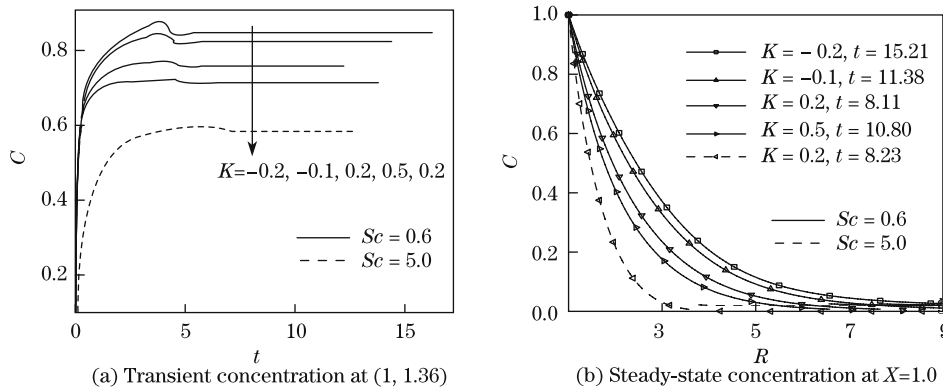 C
0.8
0.6
0.4
0.2
0
5
10
15
t
K=−0.2, −0.1, 0.2, 0.5, 0.2
Sc = 0.6
Sc = 5.0
(a) Transient concentration at (1, 1.36)
C
1.0
0.8
0.6
0.4
0.2
0.0
3
5
7
9
R
K = − 0.2, t = 15.21
K = −0.1, t = 11.38
K = 0.2, t = 8.11
K = 0.5, t = 10.80
K = 0.2, t = 8.23
Sc = 0.6
Sc = 5.0
(b) Steady-state concentration at X=1.0